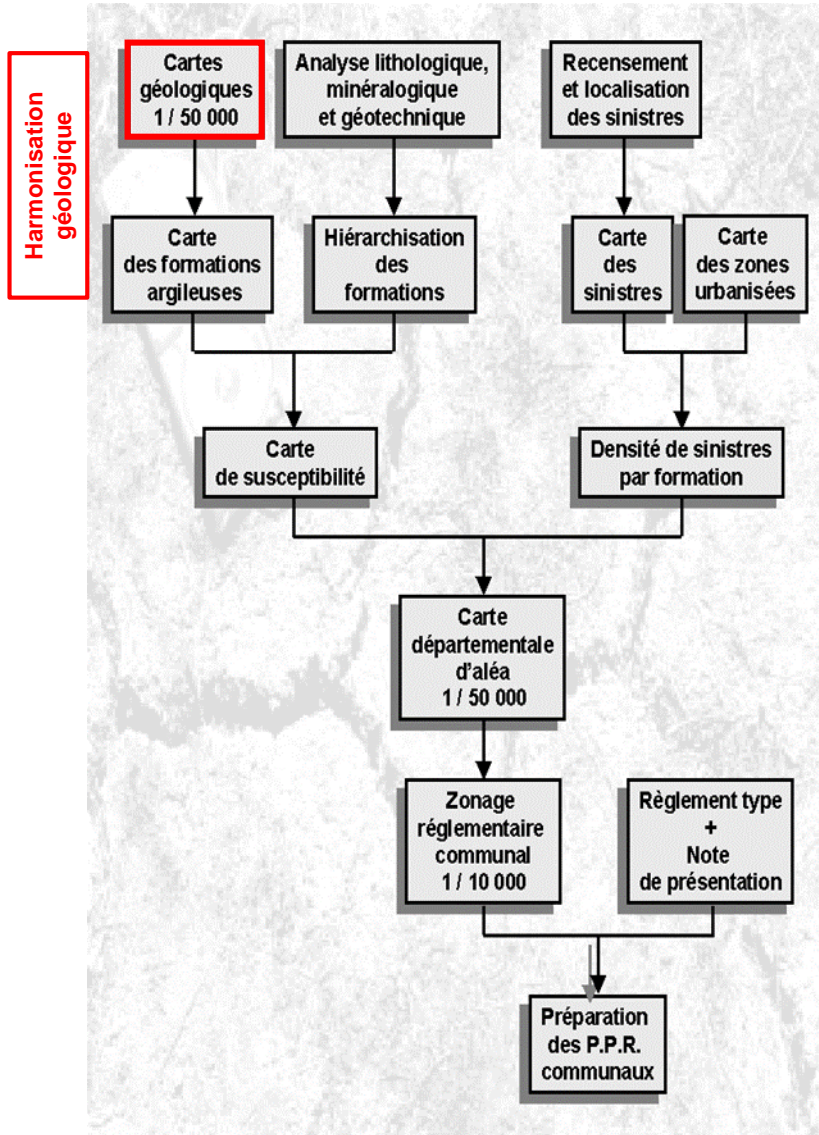 Harmonisation
géologique
Cartes
géologiques
1 / 50 000
Analyse lithologique,
minéralogique
et géotechnique
Recensement
et localisation
des sinistres
Carte
des formations
argileuses
Hiérarchisation
des
formations
Carte
des
sinistres
Carte
des zones
urbanisées
Carte
de susceptibilité
Densité de sinistres
par formation
Carte
départementale
d'aléa
1 / 50 000
Zonage
réglementaire
communal
1 / 10 000
Règlement type
+
Note
de présentation
Préparation
des P.P.R.
communaux